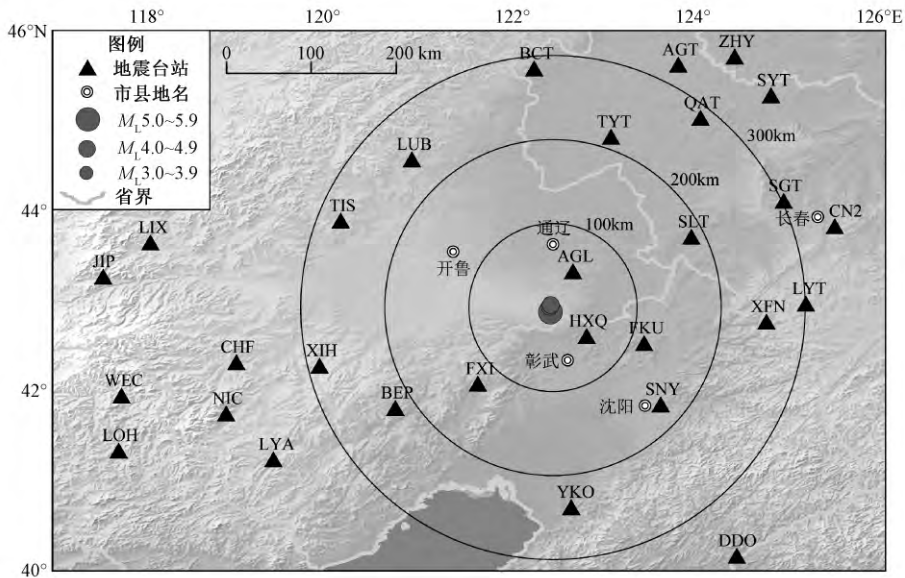 118° 120° 122° 124° 126°E
46°N
44°
42°
40°
图例
地震台站
市县地名
ML5.0~5.9
ML4.0~4.9
ML3.0~3.9
省界
0 100 200 km
BCT
AGT
ZHY
SYT
QAT
TYT
300km
LUB
200km
SGT
TIS
长春
CN2
LIX
通辽
100km
SLT
开鲁
AGL
JIP
LYT
XFN
HXQ
FKU
CHF
XIH
彰武
FXI
WEC
NIC
BEP
SNY
沈阳
LOH
LYA
YKO
DDO